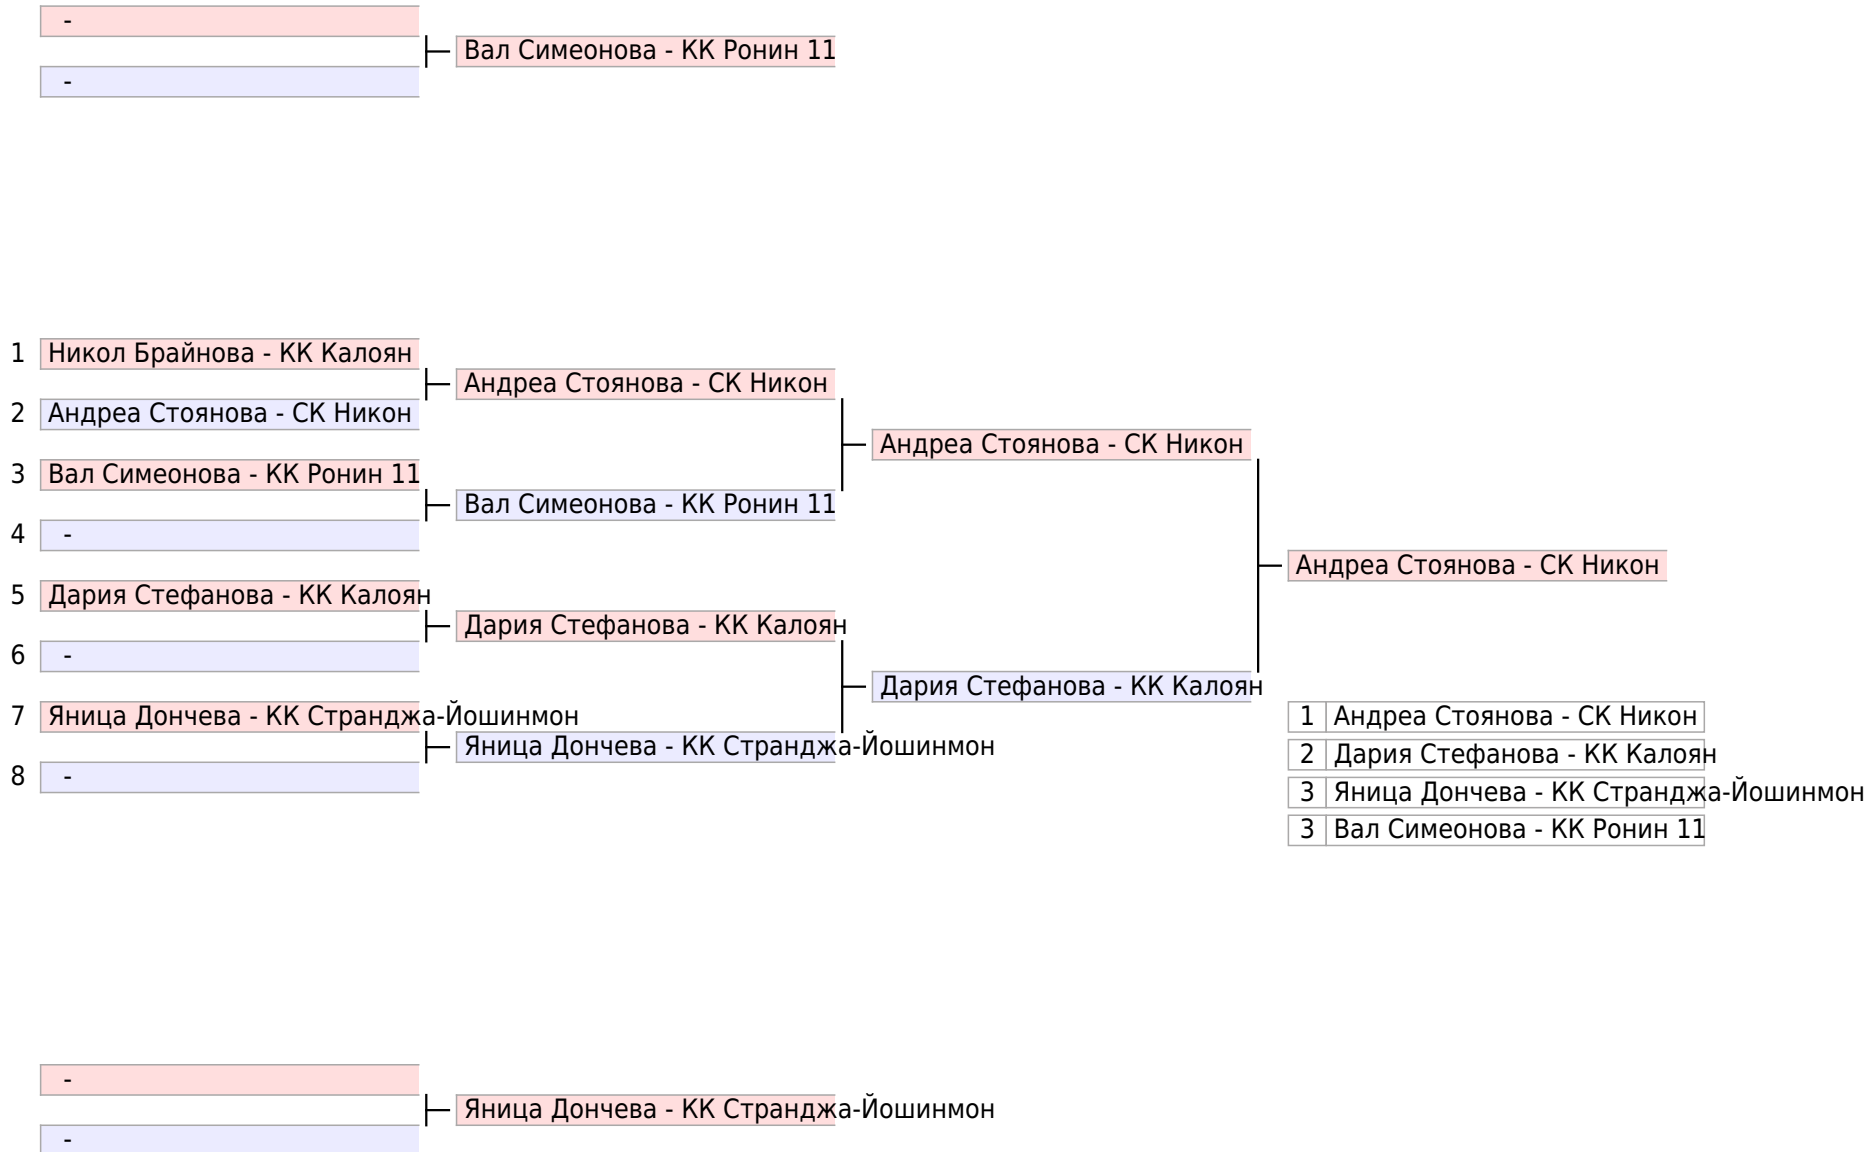 -
Вал Симеонова - КК Ронин 11
-
1 Никол Брайнова - КК Калоян
Андреа Стоянова - СК Никон
2 Андреа Стоянова - СК Никон
Андреа Стоянова - СК Никон
3 Вал Симеонова - КК Ронин 11
Вал Симеонова - КК Ронин 11
4 -
Андреа Стоянова - СК Никон
5 Дария Стефанова - КК Калоян
Дария Стефанова - КК Калоян
6 -
Дария Стефанова - КК Калоян
7 Яница Дончева - КК Странджа-Йошинмон
Яница Дончева - КК Странджа-Йошинмон
8 -
1 Андреа Стоянова - СК Никон
2 Дария Стефанова - КК Калоян
3 Яница Дончева - КК Странджа-Йошинмон
3 Вал Симеонова - КК Ронин 11
-
Яница Дончева - КК Странджа-Йошинмон
-